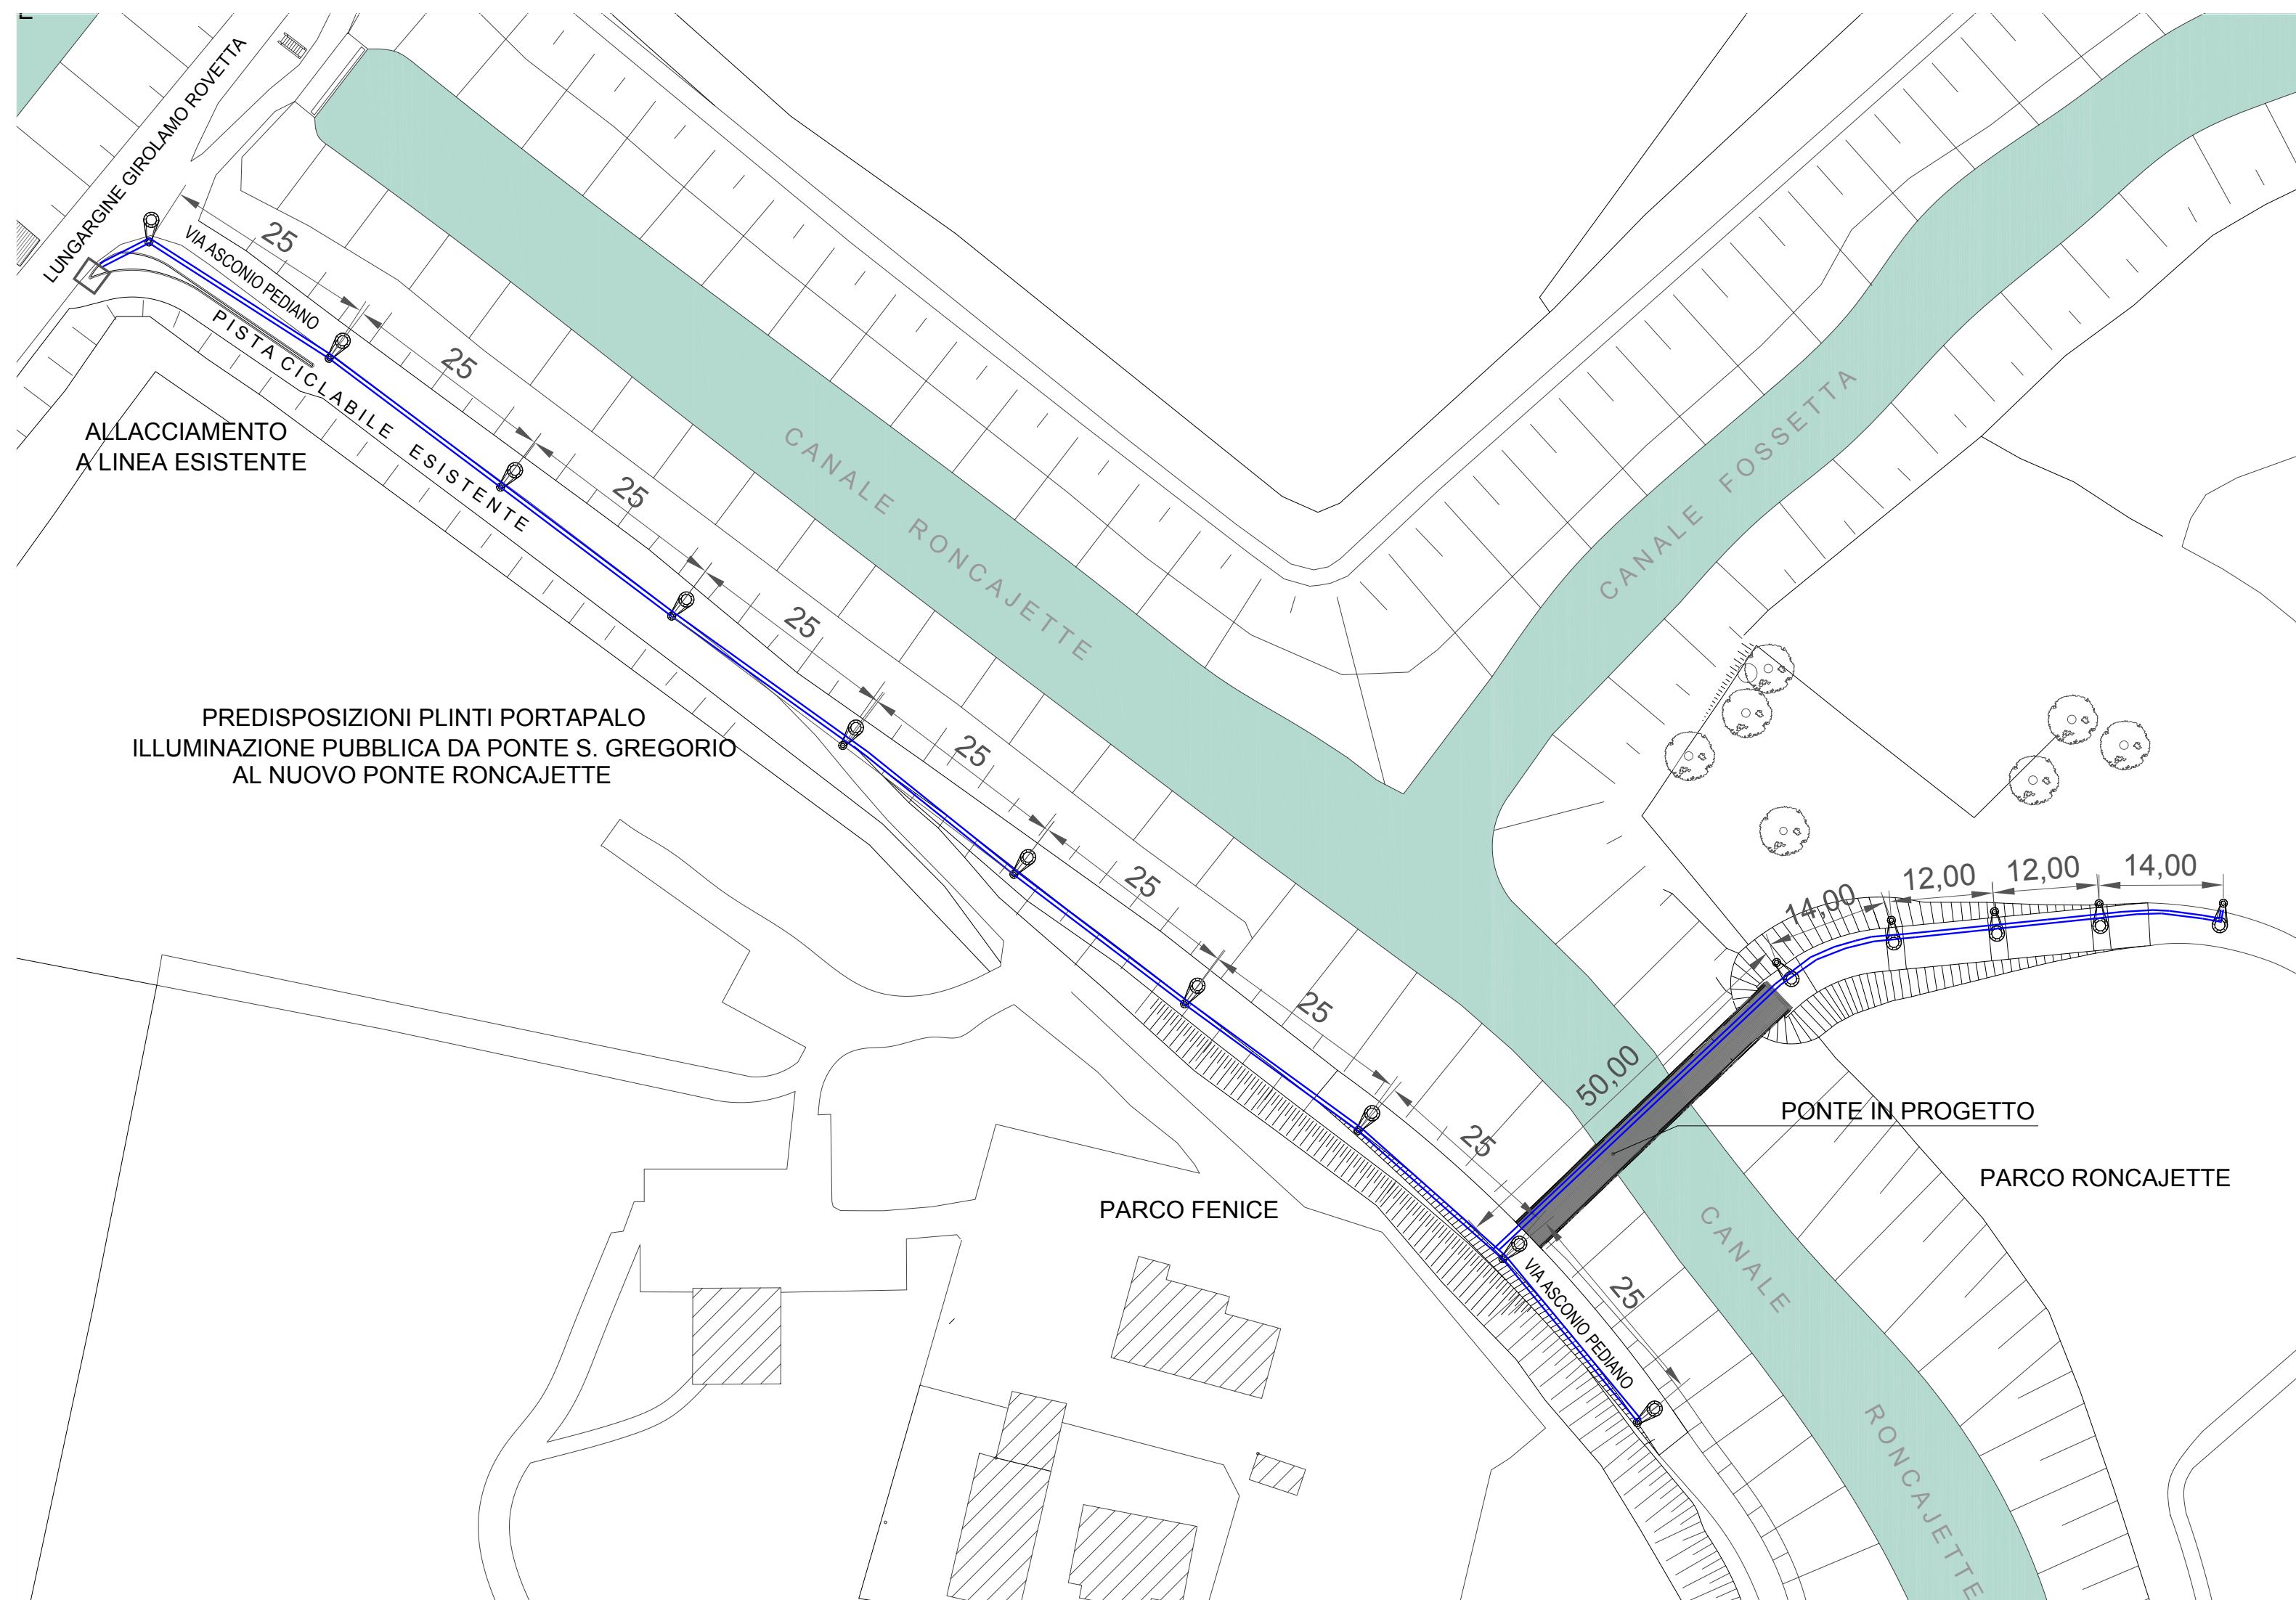 LUNGARGINE GIROLAMO ROVETTA
25
VIA ASCONIO PEDIANO
PISTA CICLABILE ESISTENTE
25
ALLACCIAMENTO
A LINEA ESISTENTE
25
CANALE RONCAJETTE
CANALE FOSSETTA
25
PREDISPOSIZIONI PLINTI PORTAPALO
ILLUMINAZIONE PUBBLICA DA PONTE S. GREGORIO
AL NUOVO PONTE RONCAJETTE
25
25
14,00
12,00
12,00
14,00
25
50,00
25
PONTE IN PROGETTO
PARCO RONCAJETTE
PARCO FENICE
25
VIA ASCONIO PEDIANO
CANALE
RONCAJETTE